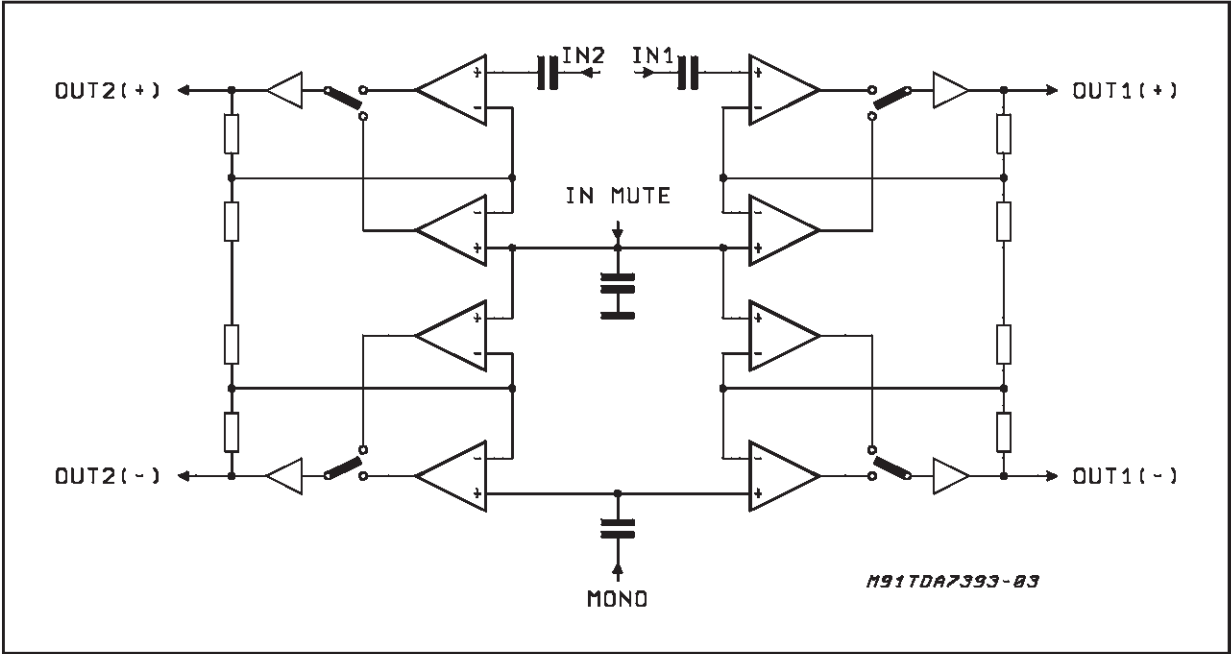 IN2 IN1
OUT2(+) OUT1(+)
+ +
- -
IN MUTE
- -
+ +
+ +
- -
- -
OUT2(-) OUT1(-)
+ +
MONO
M91TDA7393-03